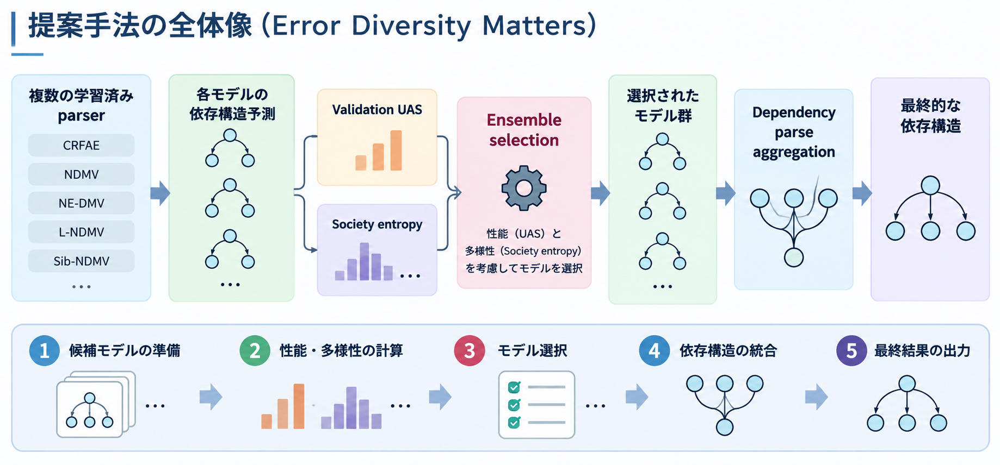 提案手法の全体像（Error Diversity Matters）
複数の学習済み
parser
CRFAE
NDMV
NE-DMV
L-NDMV
Sib-NDMV
...
各モデルの
依存構造予測
...
Validation UAS
Society entropy
...
Ensemble
selection
性能（UAS）と
多様性（Society entropy）
を考慮してモデルを選択
選択された
モデル群
...
Dependency
parse
aggregation
最終的な
依存構造
1 候補モデルの準備
...
2 性能・多様性の計算
...
3 モデル選択
...
4 依存構造の統合
5 最終結果の出力